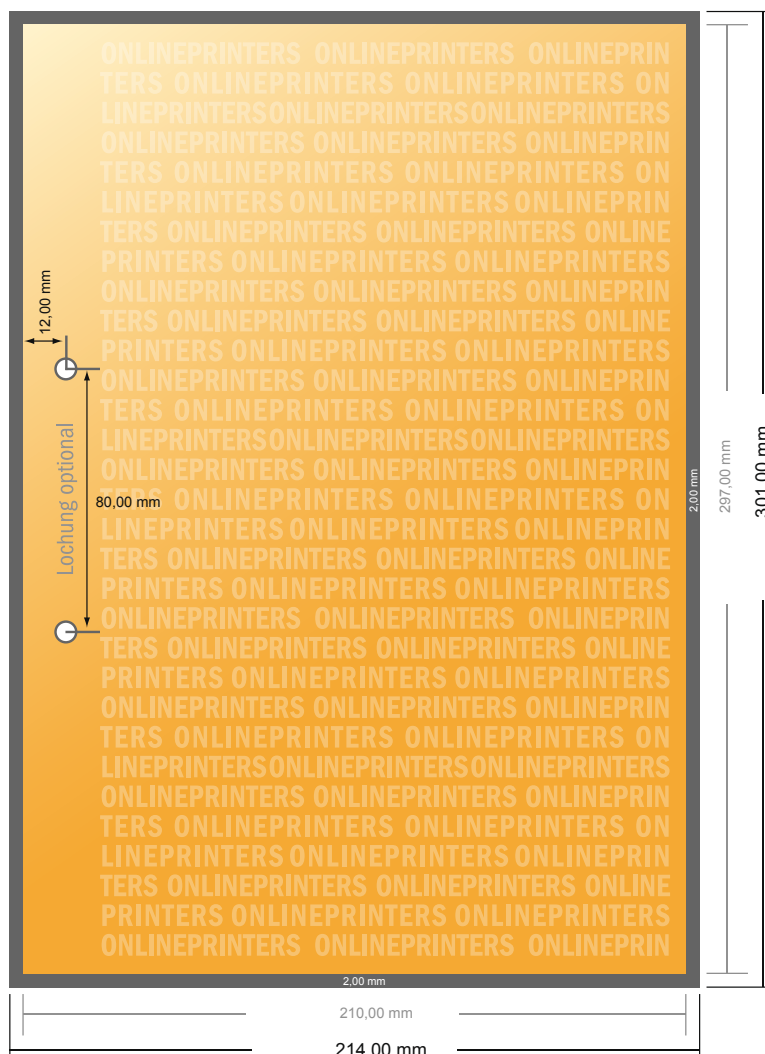 ONLINEPRINTERS ONLINEPRINTERS ONLINEPRIN
TERS ONLINEPRINTERS ONLINEPRINTERS ON
LINEPRINTERSONLINEPRINTERSONLINEPRINTERS
ONLINEPRINTERS ONLINEPRINTERS ONLINEPRIN
TERS ONLINEPRINTERS ONLINEPRINTERS ON
LINEPRINTERS ONLINEPRINTERS ONLINEPRIN
TERS ONLINEPRINTERS ONLINEPRINTERS ONLINE
PRINTERS ONLINEPRINTERS ONLINEPRINTERS
ONLINEPRINTERS ONLINEPRINTERS ONLINEPRIN
TERS ONLINEPRINTERS ONLINEPRINTERS ONLINE
PRINTERS ONLINEPRINTERS ONLINEPRINTERS
ONLINEPRINTERS ONLINEPRINTERS ONLINEPRIN
TERS ONLINEPRINTERS ONLINEPRINTERS ON
LINEPRINTERSONLINEPRINTERSONLINEPRINTERS
ONLINEPRINTERS ONLINEPRINTERS ONLINEPRIN
TERS ONLINEPRINTERS ONLINEPRINTERS ON
LINEPRINTERS ONLINEPRINTERS ONLINEPRIN
TERS ONLINEPRINTERS ONLINEPRINTERS ONLINE
PRINTERS ONLINEPRINTERS ONLINEPRINTERS
ONLINEPRINTERS ONLINEPRINTERS ONLINEPRIN
TERS ONLINEPRINTERS ONLINEPRINTERS ONLINE
PRINTERS ONLINEPRINTERS ONLINEPRINTERS
ONLINEPRINTERS ONLINEPRINTERS ONLINEPRIN
TERS ONLINEPRINTERS ONLINEPRINTERS ON
LINEPRINTERSONLINEPRINTERSONLINEPRINTERS
ONLINEPRINTERS ONLINEPRINTERS ONLINEPRIN
TERS ONLINEPRINTERS ONLINEPRINTERS ON
LINEPRINTERS ONLINEPRINTERS ONLINEPRIN
TERS ONLINEPRINTERS ONLINEPRINTERS ONLINE
PRINTERS ONLINEPRINTERS ONLINEPRINTERS
ONLINEPRINTERS ONLINEPRINTERS ONLINEPRIN
12,00 mm
Lochung optional
80,00 mm
2,00 mm
297,00 mm
301,00 mm
2,00 mm
210,00 mm
214,00 mm